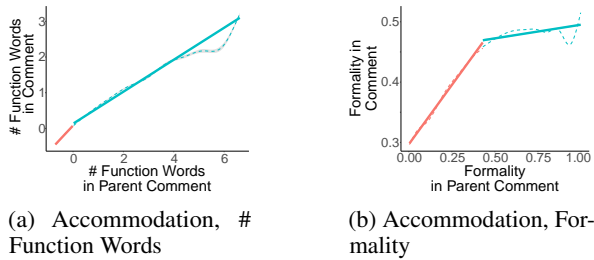 3
2
1
0
# Function Words
in Comment
0 2 4 6
# Function Words
in Parent Comment
(a) Accommodation, #
Function Words
0.5
0.4
0.3
Formality in
Comment
0.00 0.25 0.50 0.75 1.00
Formality
in Parent Comment
(b) Accommodation, For-
mality